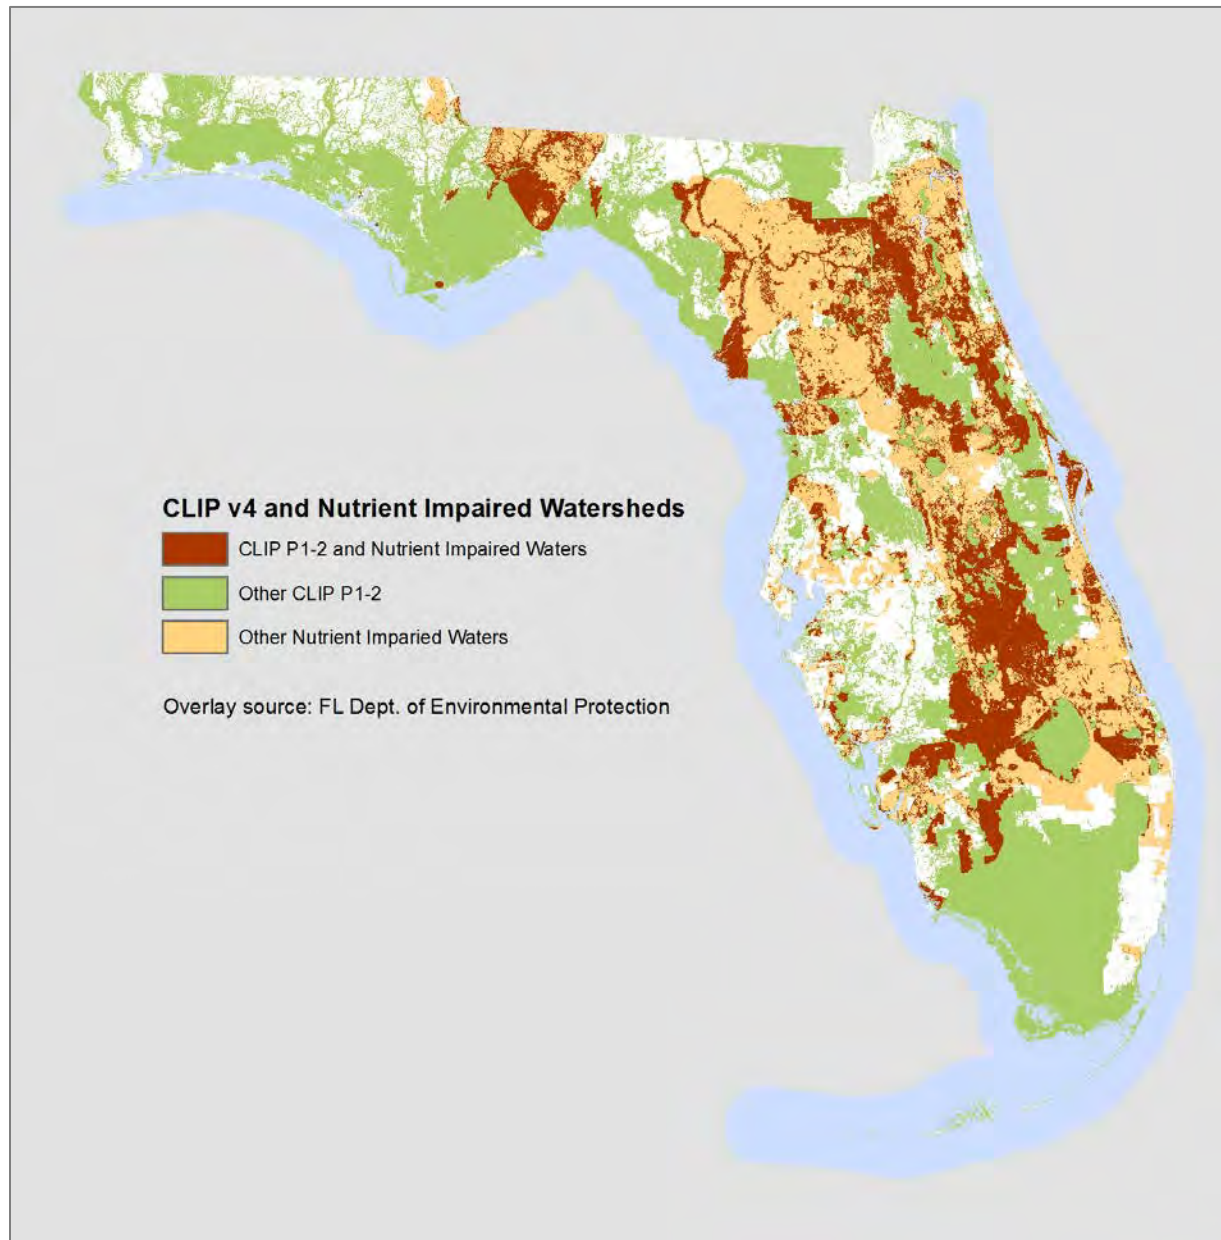 CLIP v4 and Nutrient Impaired Watersheds
CLIP P1-2 and Nutrient Impaired Waters
Other CLIP P1-2
Other Nutrient Imparied Waters
Overlay source: FL Dept. of Environmental Protection